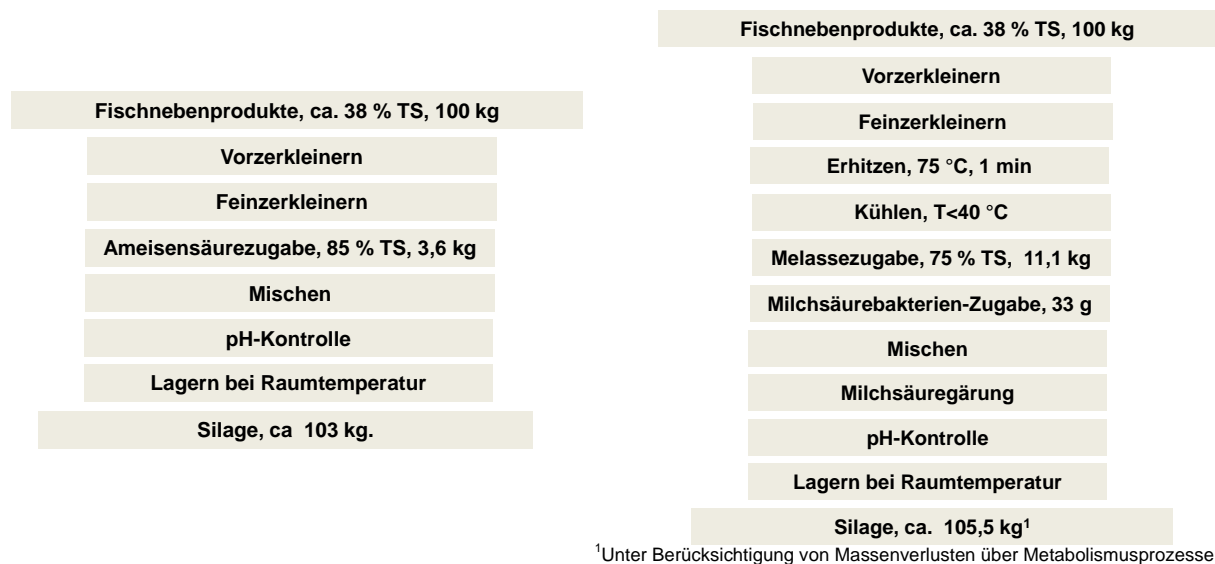 Fischnebenprodukte, ca. 38 % TS, 100 kg
Vorzerkleinern
Feinzerkleinern
Ameisensäurezugabe, 85 % TS, 3,6 kg
Mischen
pH-Kontrolle
Lagern bei Raumtemperatur
Silage, ca  103 kg.
Fischnebenprodukte, ca. 38 % TS, 100 kg
Vorzerkleinern
Feinzerkleinern
Erhitzen, 75 °C, 1 min
Kühlen, T<40 °C
Melassezugabe, 75 % TS,  11,1 kg
Milchsäurebakterien-Zugabe, 33 g
Mischen
Milchsäuregärung
pH-Kontrolle
Lagern bei Raumtemperatur
Silage, ca.  105,5 kg¹
¹Unter Berücksichtigung von Massenverlusten über Metabolismusprozesse